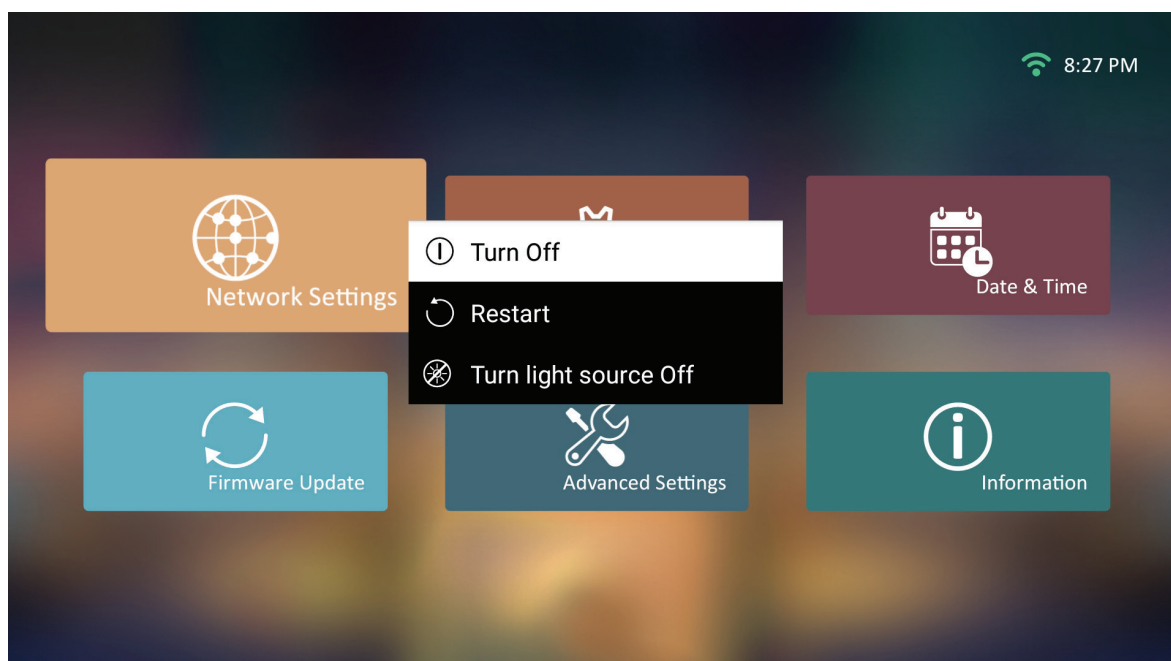 8:27 PM
Network Settings
Date & Time
Turn Off
Restart
Turn light source Off
Firmware Update
Advanced Settings
Information